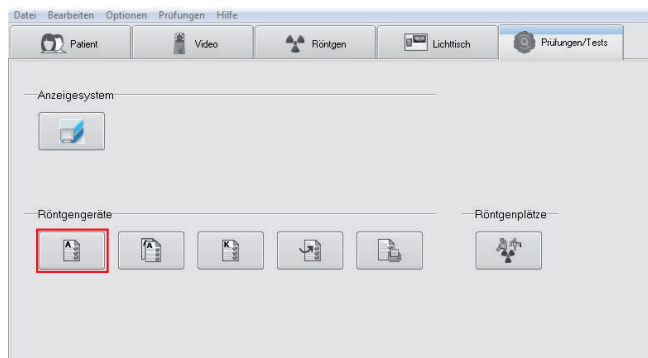 Datei Bearbeiten Optionen Prüfungen Hilfe
Patient Video Röntgen Lichttisch Prüfungen/Tests
Anzeigesystem
Röntgengeräte Röntgenplätze
A A K